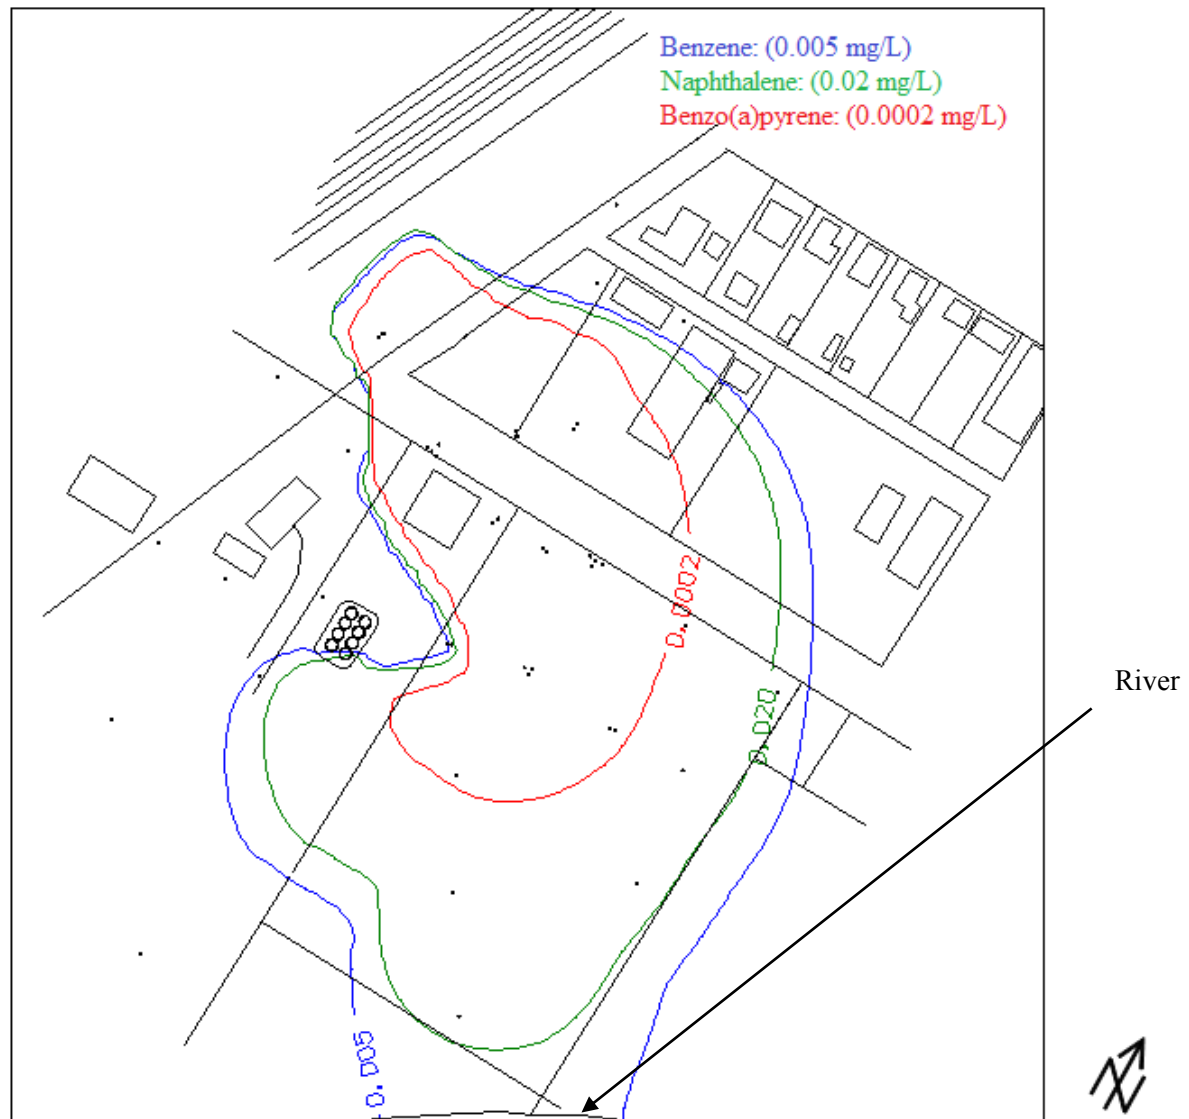 Benzene: (0.005 mg/L)
Naphthalene: (0.02 mg/L)
Benzo(a)pyrene: (0.0002 mg/L)
0.0002
River
0.020
0.005
N